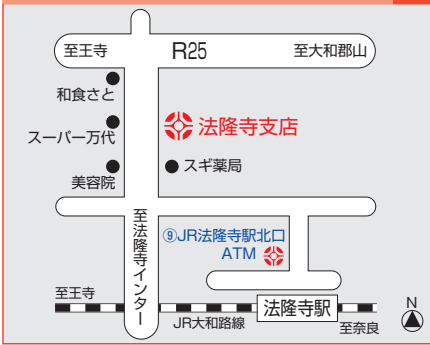 至王寺
R25
至大和郡山
和食さと
スーパー万代
法隆寺支店
美容院
スギ薬局
至法隆寺インター
⑨JR法隆寺駅北口
ATM
至王寺
法隆寺駅
JR大和路線
至奈良
N